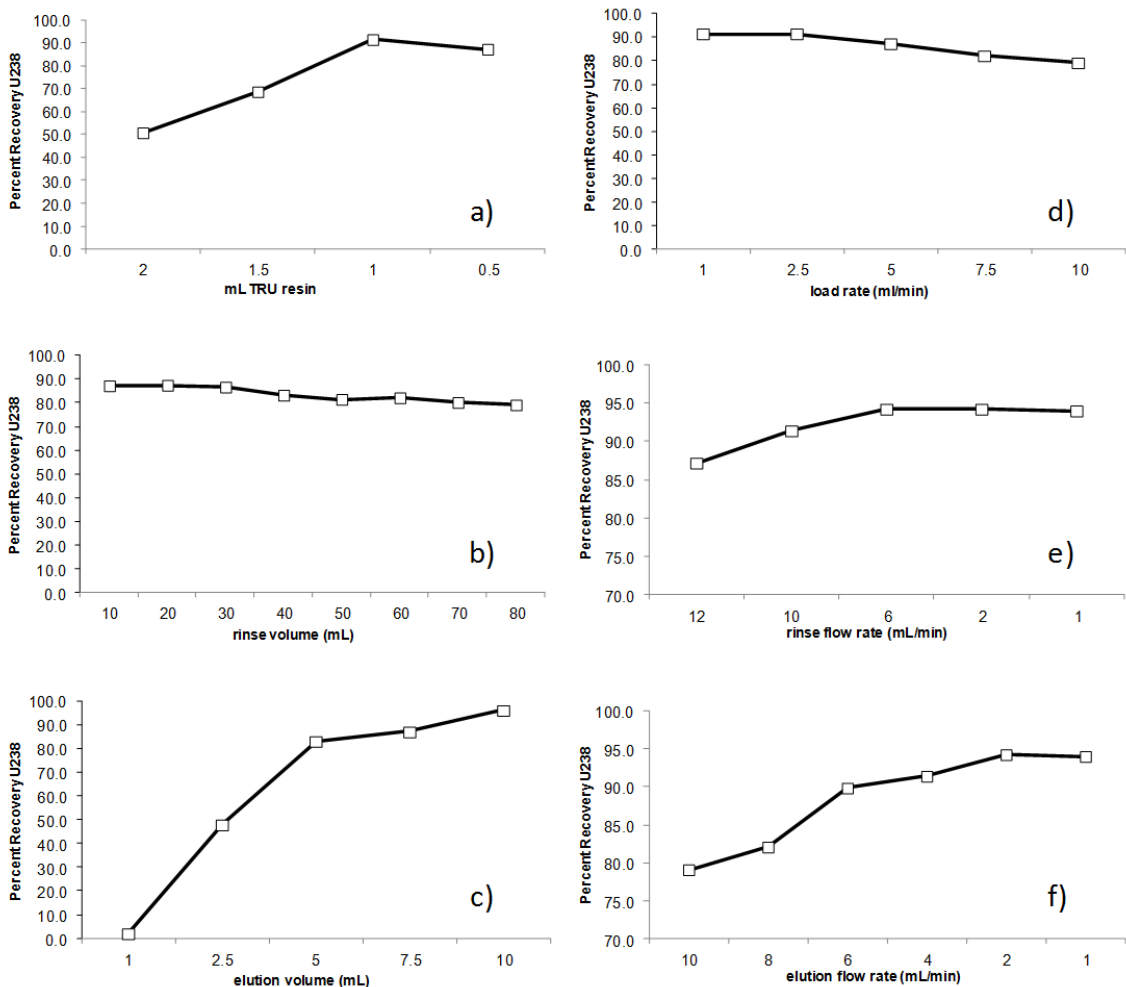 Percent Recovery U238
100.0
90.0
80.0
70.0
60.0
50.0
40.0
30.0
20.0
10.0
0.0
a)
2 1.5 1 0.5
mL TRU resin
Percent Recovery U238
100.0
90.0
80.0
70.0
60.0
50.0
40.0
30.0
20.0
10.0
0.0
d)
1 2.5 5 7.5 10
load rate (ml/min)
Percent Recovery U238
100.0
90.0
80.0
70.0
60.0
50.0
40.0
30.0
20.0
10.0
0.0
b)
10 20 30 40 50 60 70 80
rinse volume (mL)
Percent Recovery U238
100.0
95.0
90.0
85.0
80.0
75.0
70.0
e)
12 10 6 2 1
rinse flow rate (mL/min)
Percent Recovery U238
100.0
90.0
80.0
70.0
60.0
50.0
40.0
30.0
20.0
10.0
0.0
c)
1 2.5 5 7.5 10
elution volume (mL)
Percent Recovery U238
100.0
95.0
90.0
85.0
80.0
75.0
70.0
f)
10 8 6 4 2 1
elution flow rate (mL/min)